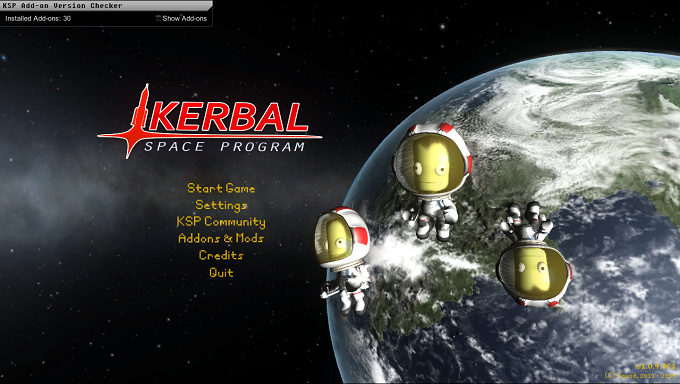 KSP Add-on Version Checker
Installed Add-ons: 30
Show Add-ons
KERBAL
SPACE PROGRAM
Start Game
Settings
KSP Community
Addons & Mods
Credits
Quit